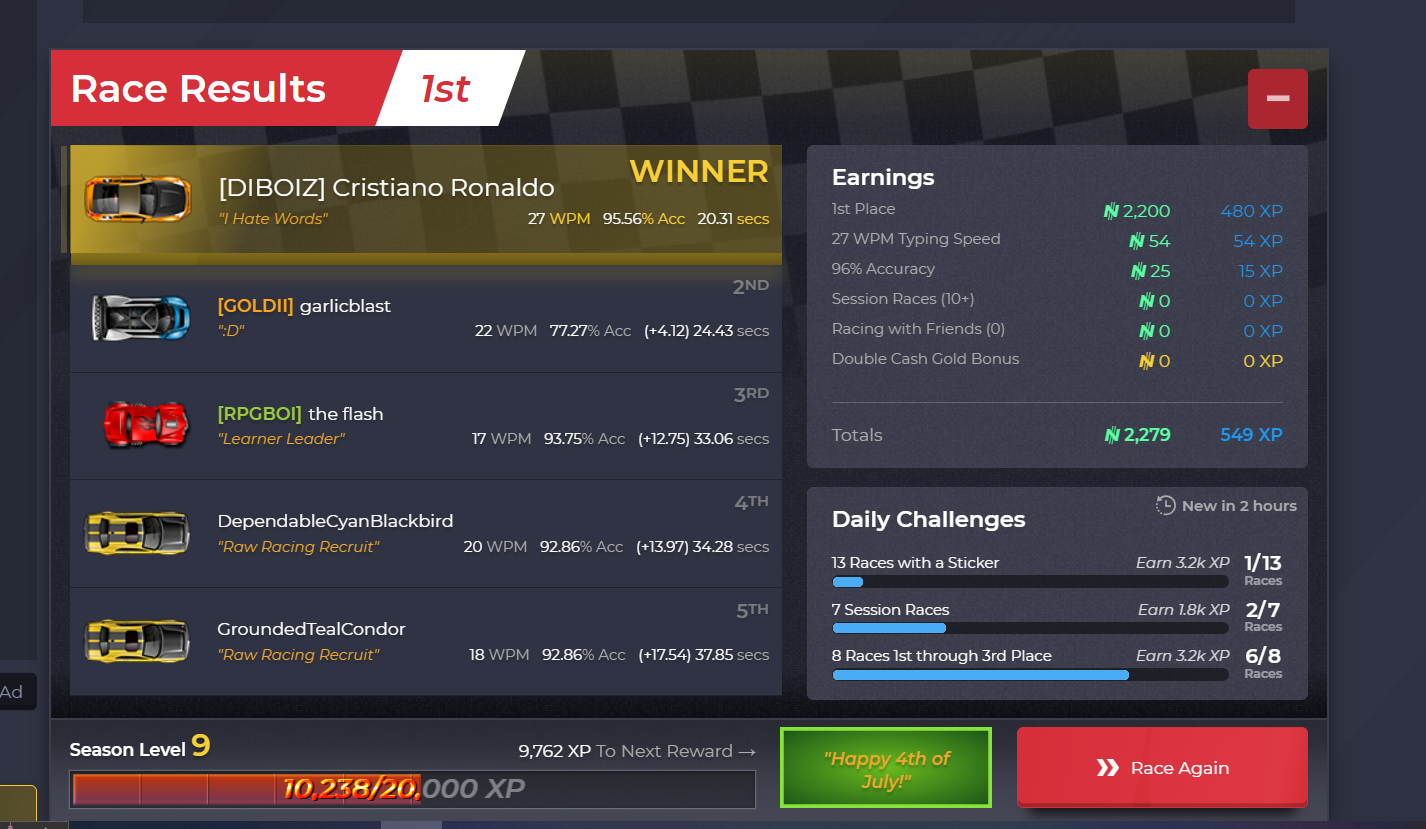 Race Results 1st
WINNER
[DIBOIZ] Cristiano Ronaldo
"I Hate Words" 27 WPM 95.56% Acc 20.31 secs
2ND
[GOLDII] garlicblast
":D" 22 WPM 77.27% Acc (+4.12) 24.43 secs
3RD
[RPGBOI] the flash
"Learner Leader" 17 WPM 93.75% Acc (+12.75) 33.06 secs
4TH
DependableCyanBlackbird
"Raw Racing Recruit" 20 WPM 92.86% Acc (+13.97) 34.28 secs
5TH
GroundedTealCondor
"Raw Racing Recruit" 18 WPM 92.86% Acc (+17.54) 37.85 secs
Earnings
1st Place 2,200 480 XP
27 WPM Typing Speed 54 54 XP
96% Accuracy 25 15 XP
Session Races (10+) 0 0 XP
Racing with Friends (0) 0 0 XP
Double Cash Gold Bonus 0 0 XP
Totals 2,279 549 XP
New in 2 hours
Daily Challenges
13 Races with a Sticker Earn 3.2k XP 1/13
Races
7 Session Races Earn 1.8k XP 2/7
Races
8 Races 1st through 3rd Place Earn 3.2k XP 6/8
Races
Ad
Season Level 9 9,762 XP To Next Reward →
10,238/20,000 XP
"Happy 4th of
July!"
Race Again